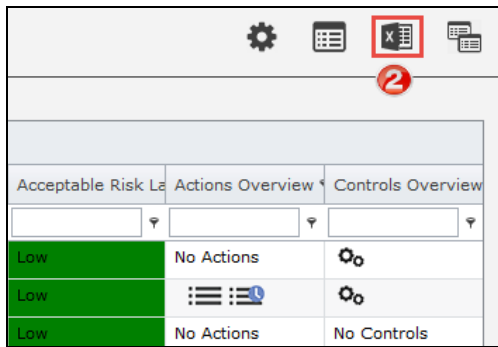 2
Acceptable Risk La Actions Overview Controls Overview
Low No Actions
Low
Low No Actions No Controls